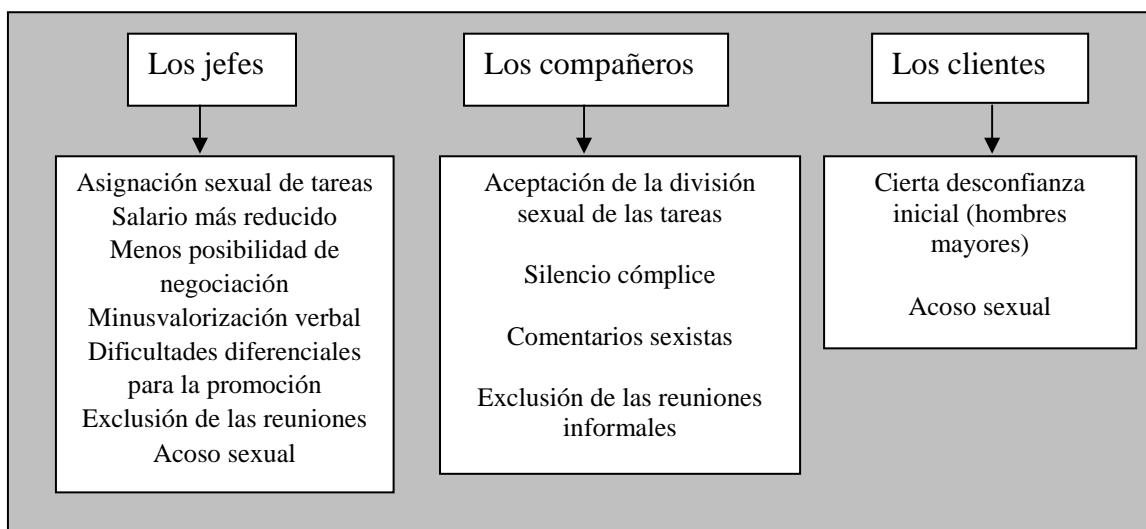 Los jefes
Asignación sexual de tareas
Salario más reducido
Menos posibilidad de
negociación
Minusvalorización verbal
Dificultades diferenciales
para la promoción
Exclusión de las reuniones
Acoso sexual
Los compañeros
Aceptación de la división
sexual de las tareas
Silencio cómplice
Comentarios sexistas
Exclusión de las reuniones
informales
Los clientes
Cierta desconfianza
inicial (hombres
mayores)
Acoso sexual